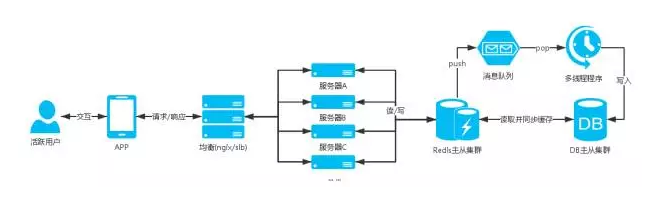 活跃用户
交互
APP
请求/响应
均衡(ngix/slb)
服务器A
服务器B
服务器C
... ...
读/写
Redis主从集群
push
消息队列
pop
多线程程序
写入
读取并同步缓存
DB
DB主从集群